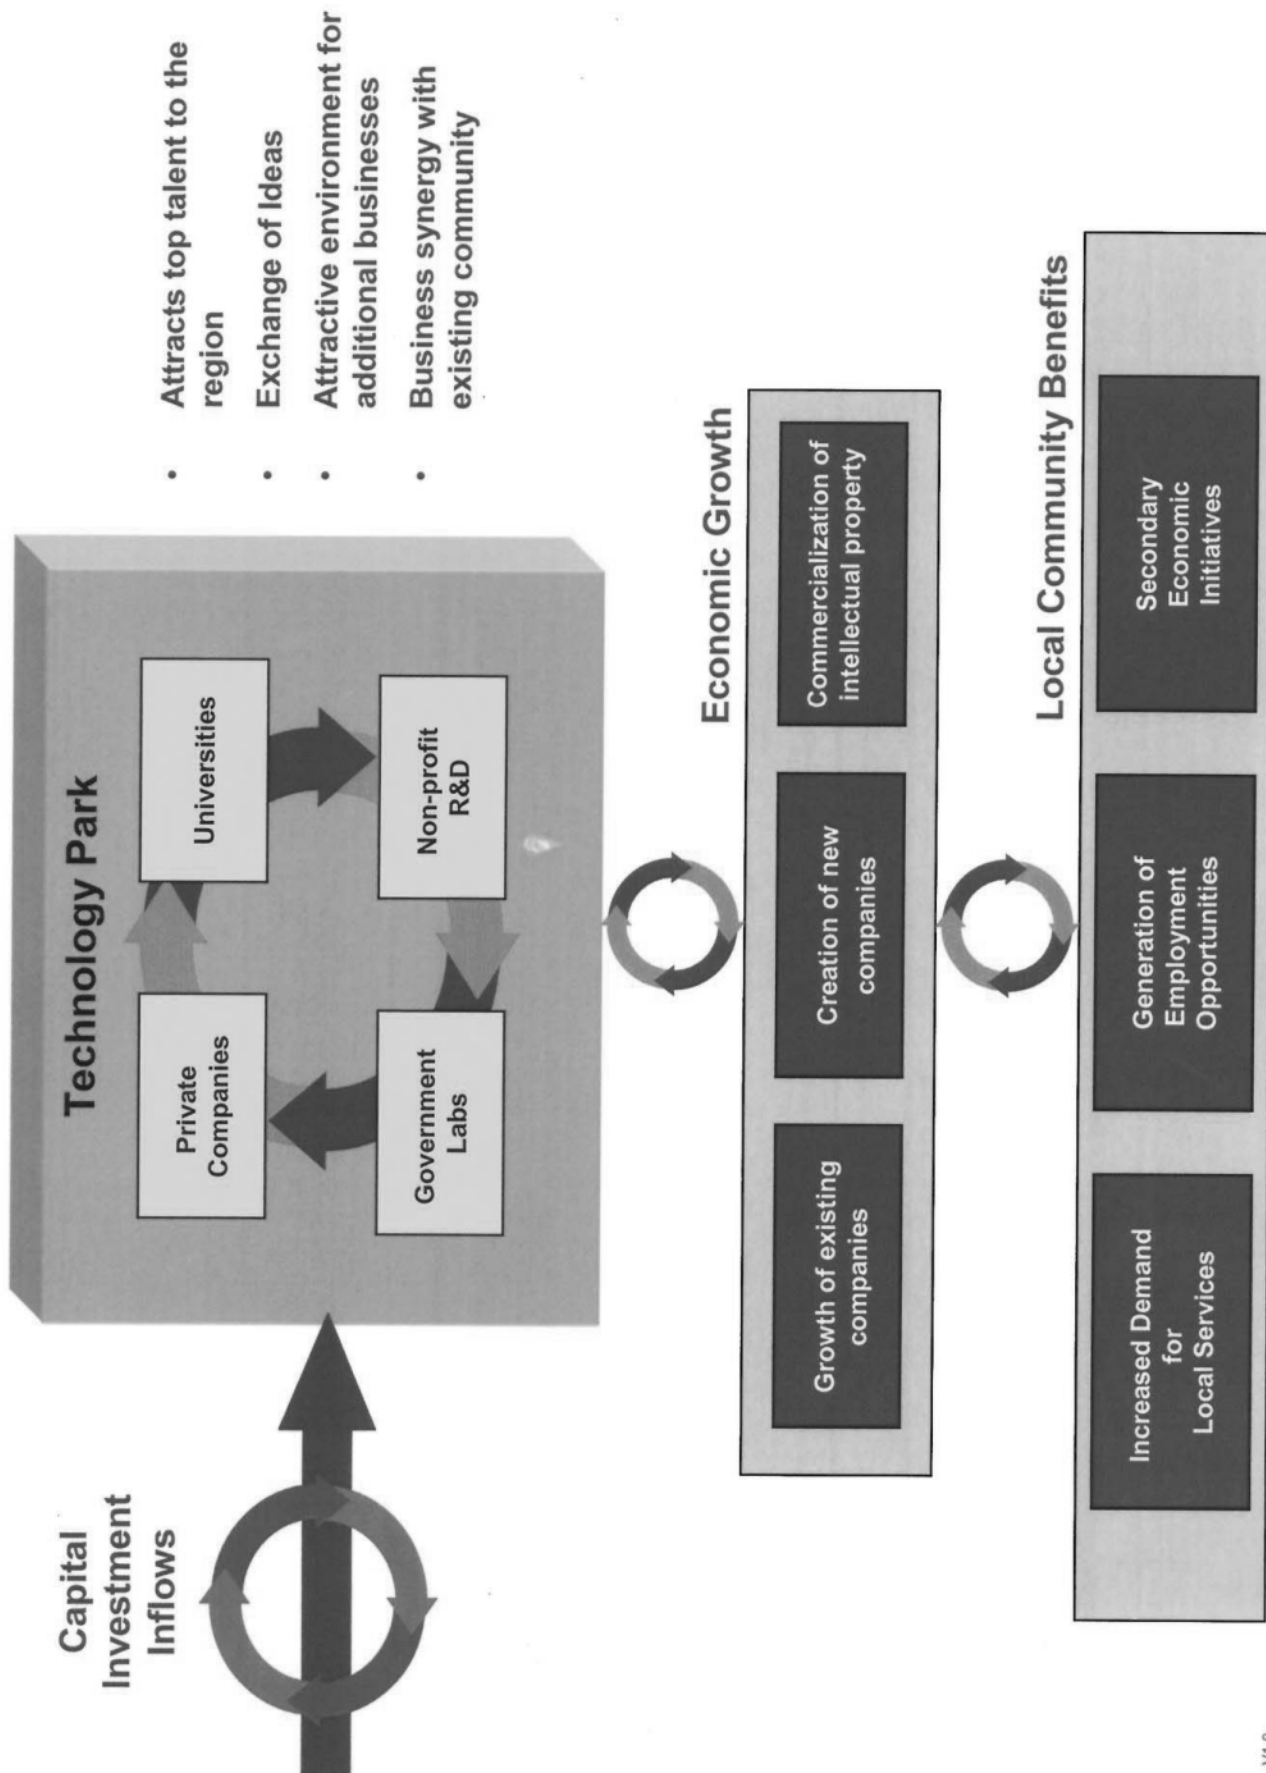 Capital
Investment
Inflows
Technology Park
Private
Companies
Universities
Government
Labs
Non-profit
R&D
• Attracts top talent to the
region
• Exchange of Ideas
• Attractive environment for
additional businesses
• Business synergy with
existing community
Economic Growth
Growth of existing
companies
Creation of new
companies
Commercialization of
intellectual property
Local Community Benefits
Increased Demand
for
Local Services
Generation of
Employment
Opportunities
Secondary
Economic
Initiatives